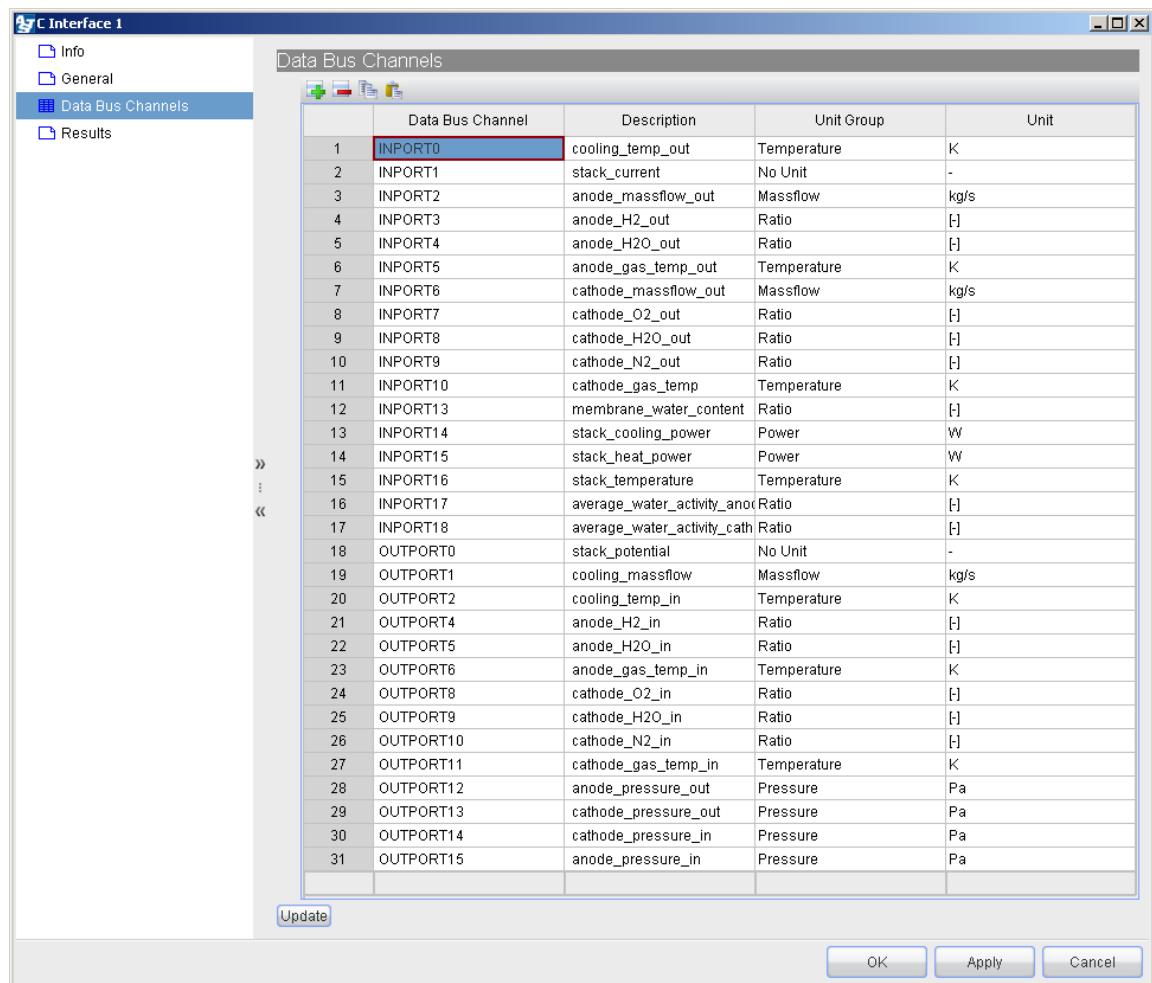 C Interface 1
Info
General
Data Bus Channels
Results
Data Bus Channels
Data Bus Channel Description Unit Group Unit
1 INPORT0 cooling_temp_out Temperature K
2 INPORT1 stack_current No Unit -
3 INPORT2 anode_massflow_out Massflow kg/s
4 INPORT3 anode_H2_out Ratio [-]
5 INPORT4 anode_H2O_out Ratio [-]
6 INPORT5 anode_gas_temp_out Temperature K
7 INPORT6 cathode_massflow_out Massflow kg/s
8 INPORT7 cathode_O2_out Ratio [-]
9 INPORT8 cathode_H2O_out Ratio [-]
10 INPORT9 cathode_N2_out Ratio [-]
11 INPORT10 cathode_gas_temp Temperature K
12 INPORT13 membrane_water_content Ratio [-]
13 INPORT14 stack_cooling_power Power W
14 INPORT15 stack_heat_power Power W
15 INPORT16 stack_temperature Temperature K
16 INPORT17 average_water_activity_anod Ratio [-]
17 INPORT18 average_water_activity_cath Ratio [-]
18 OUTPORT0 stack_potential No Unit -
19 OUTPORT1 cooling_massflow Massflow kg/s
20 OUTPORT2 cooling_temp_in Temperature K
21 OUTPORT4 anode_H2_in Ratio [-]
22 OUTPORT5 anode_H2O_in Ratio [-]
23 OUTPORT6 anode_gas_temp_in Temperature K
24 OUTPORT8 cathode_O2_in Ratio [-]
25 OUTPORT9 cathode_H2O_in Ratio [-]
26 OUTPORT10 cathode_N2_in Ratio [-]
27 OUTPORT11 cathode_gas_temp_in Temperature K
28 OUTPORT12 anode_pressure_out Pressure Pa
29 OUTPORT13 cathode_pressure_out Pressure Pa
30 OUTPORT14 cathode_pressure_in Pressure Pa
31 OUTPORT15 anode_pressure_in Pressure Pa
Update
OK Apply Cancel